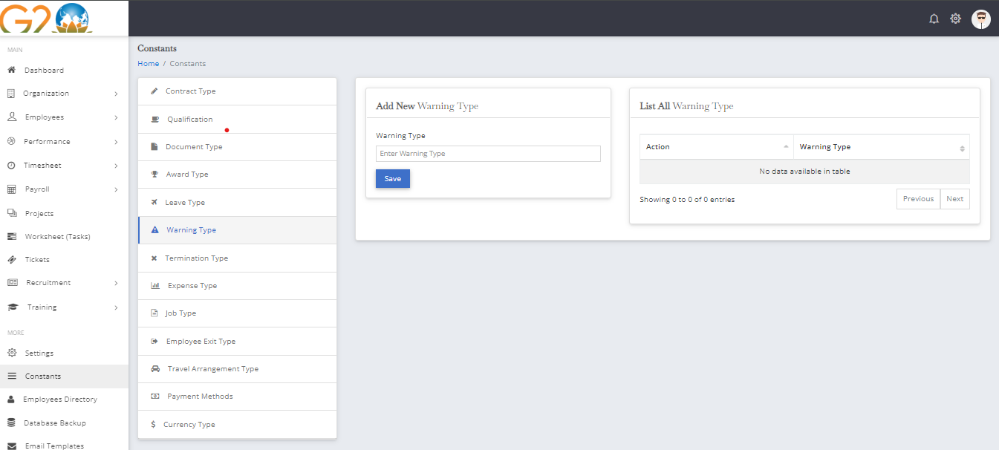 G2
MAIN
Dashboard
Organization
Employees
Performance
Timesheet
Payroll
Projects
Worksheet (Tasks)
Tickets
Recruitment
Training
MORE
Settings
Constants
Employees Directory
Database Backup
Email Templates
Constants
Home / Constants
Contract Type
Qualification
Document Type
Award Type
Leave Type
Warning Type
Termination Type
Expense Type
Job Type
Employee Exit Type
Travel Arrangement Type
Payment Methods
$ Currency Type
Add New Warning Type
Warning Type
Enter Warning Type
Save
List All Warning Type
Action Warning Type
No data available in table
Showing 0 to 0 of 0 entries
Previous Next